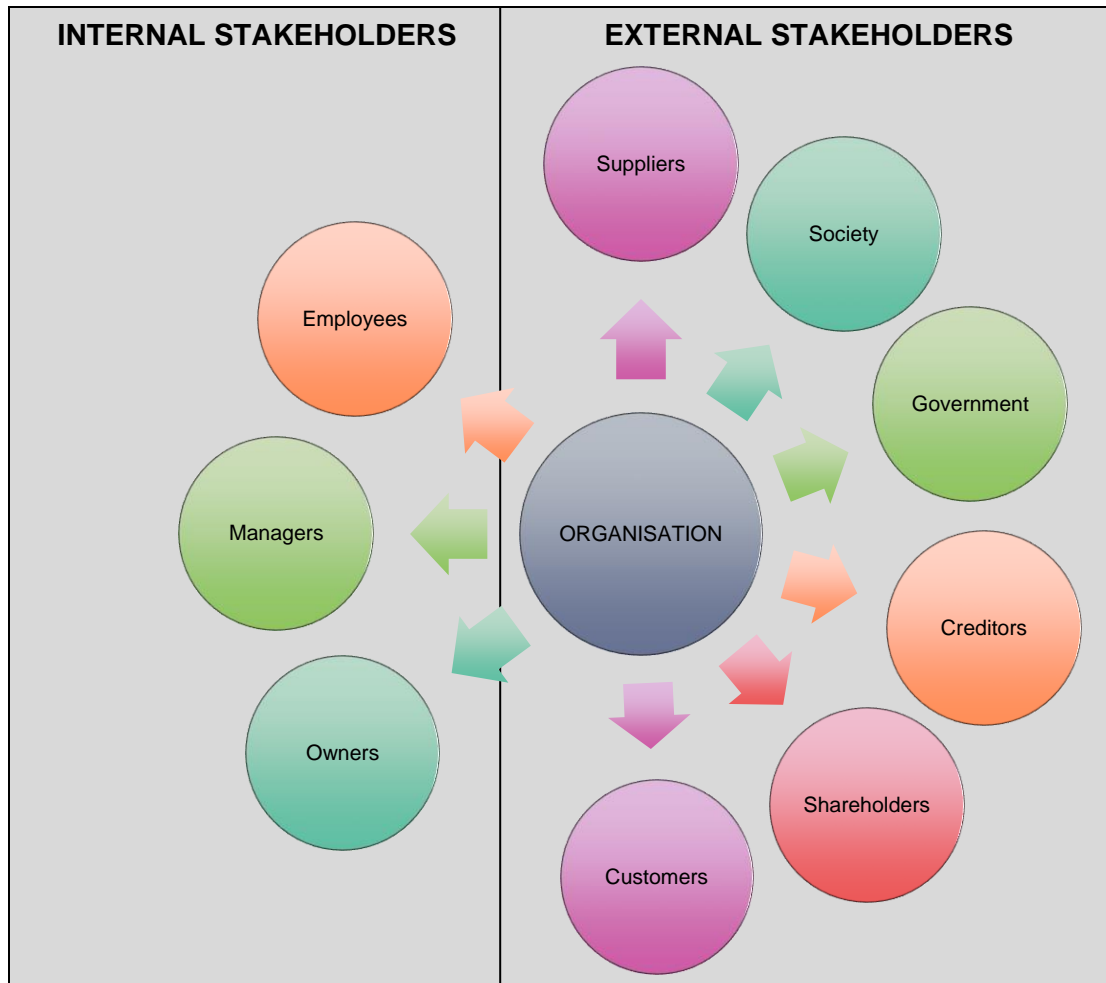 INTERNAL STAKEHOLDERS
EXTERNAL STAKEHOLDERS
Suppliers
Society
Employees
Government
Managers
ORGANISATION
Creditors
Owners
Shareholders
Customers